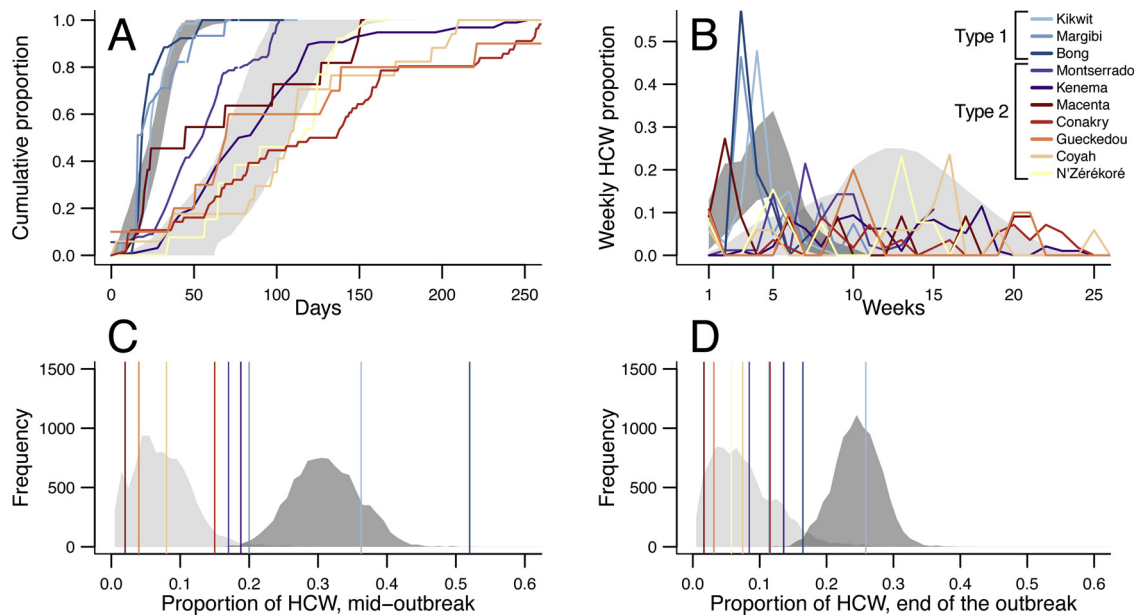 A
Cumulative proportion
1.0
0.8
0.6
0.4
0.2
0.0
0 50 100 150 200 250
Days
B
Weekly HCW proportion
0.5
0.4
0.3
0.2
0.1
0.0
1 5 10 15 20 25
Weeks
Type 1
Kikwit
Margibi
Bong
Type 2
Montserrado
Kenema
Macenta
Conakry
Gueckedou
Coyah
N'Zérékoré
C
Frequency
1500
1000
500
0
0.0 0.1 0.2 0.3 0.4 0.5 0.6
Proportion of HCW, mid-outbreak
D
Frequency
1500
1000
500
0
0.0 0.1 0.2 0.3 0.4 0.5 0.6
Proportion of HCW, end of the outbreak